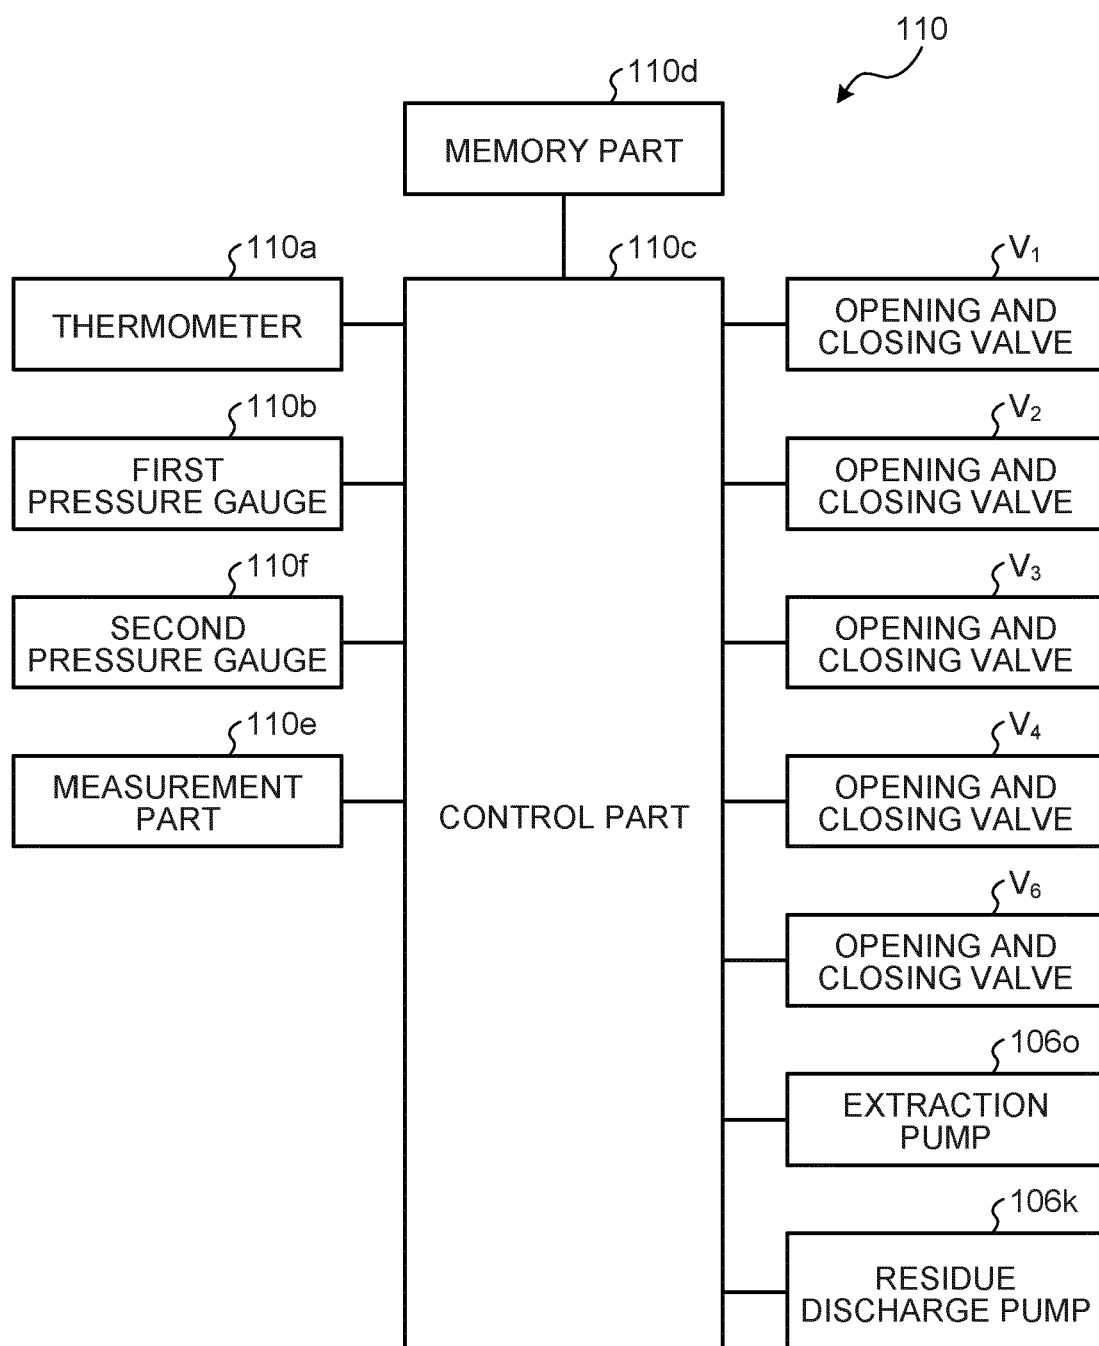 110
110d
MEMORY PART
110a
THERMOMETER
110b
FIRST
PRESSURE GAUGE
110f
SECOND
PRESSURE GAUGE
110e
MEASUREMENT
PART
110c
CONTROL PART
V₁
OPENING AND
CLOSING VALVE
V₂
OPENING AND
CLOSING VALVE
V₃
OPENING AND
CLOSING VALVE
V₄
OPENING AND
CLOSING VALVE
V₆
OPENING AND
CLOSING VALVE
106o
EXTRACTION
PUMP
106k
RESIDUE
DISCHARGE PUMP